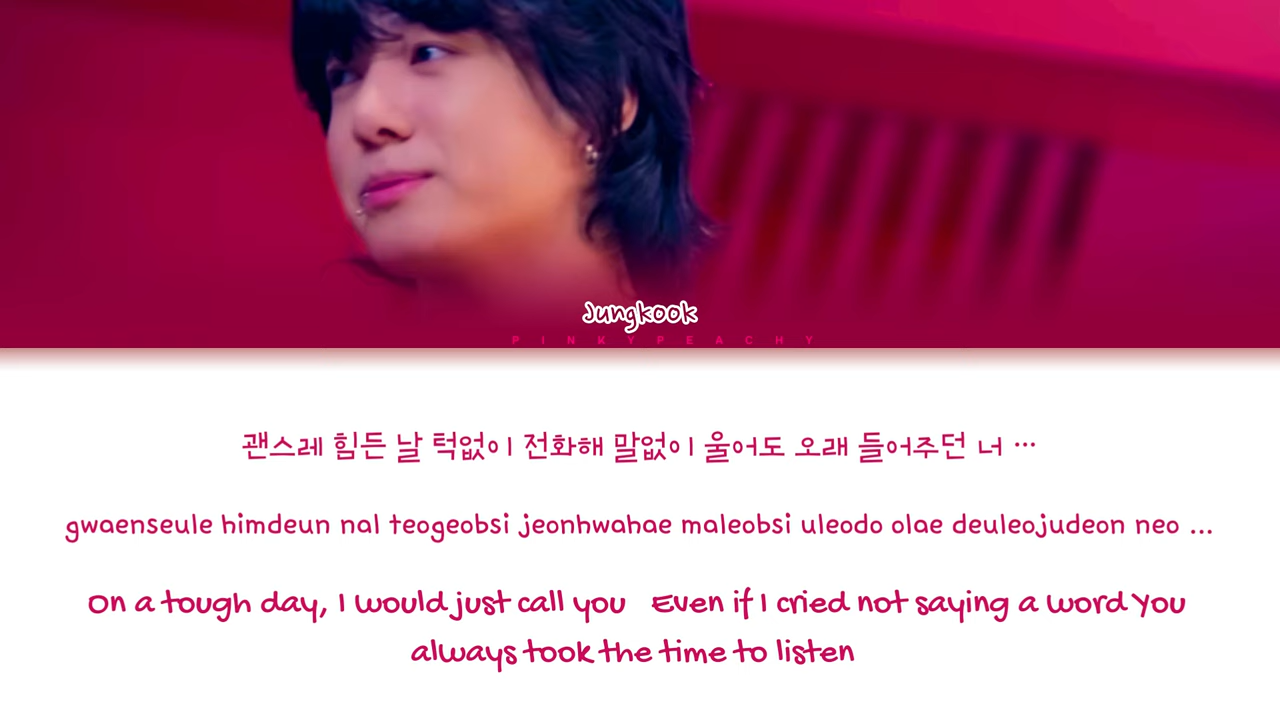 Jungkook
PINKYPEACHY
괜스레 힘든 날 턱없이 전화해 말없이 울어도 오래 들어주던 너 …
gwaenseule himdeun nal teogeobsi jeonhwahae maleobsi uleodo olae deuleojudeon neo ...
On a tough day, I would just call you Even if I cried not saying a word You
always took the time to listen